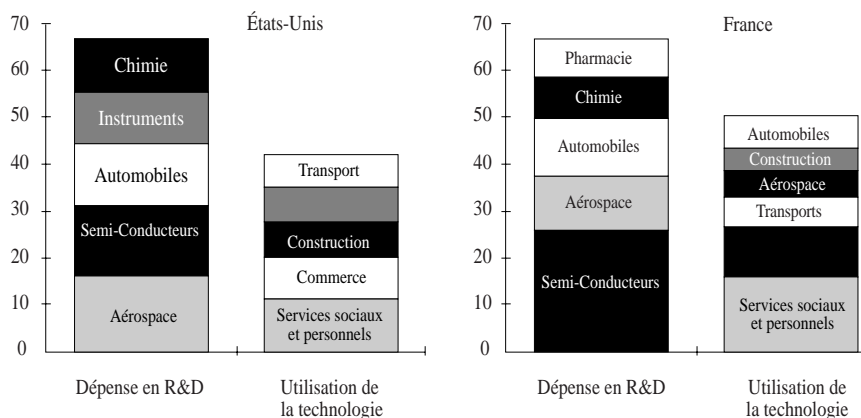 États-Unis
70
60
50
40
30
20
10
0
Chimie
Instruments
Automobiles
Semi-Conducteurs
Aérospace
Transport
Construction
Commerce
Services sociaux
et personnels
Dépense en R&D
Utilisation de
la technologie
France
70
60
50
40
30
20
10
0
Pharmacie
Chimie
Automobiles
Aérospace
Semi-Conducteurs
Automobiles
Construction
Aérospace
Transports
Services sociaux
et personnels
Dépense en R&D
Utilisation de
la technologie